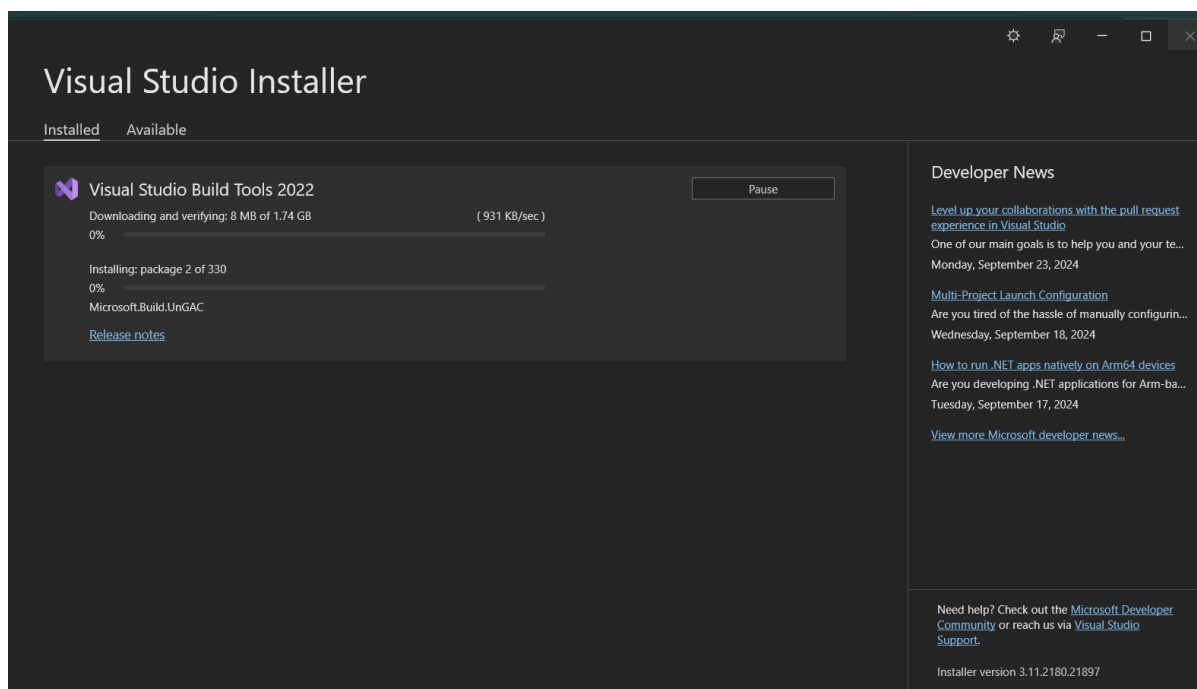 Visual Studio Installer
Installed Available
Visual Studio Build Tools 2022
Pause
Downloading and verifying: 8 MB of 1.74 GB ( 931 KB/sec )
0%
Installing: package 2 of 330
0%
Microsoft.Build.UnGAC
Release notes
Developer News
Level up your collaborations with the pull request
experience in Visual Studio
One of our main goals is to help you and your te...
Monday, September 23, 2024
Multi-Project Launch Configuration
Are you tired of the hassle of manually configurin...
Wednesday, September 18, 2024
How to run .NET apps natively on Arm64 devices
Are you developing .NET applications for Arm-ba...
Tuesday, September 17, 2024
View more Microsoft developer news...
Need help? Check out the Microsoft Developer
Community or reach us via Visual Studio
Support.
Installer version 3.11.2180.21897